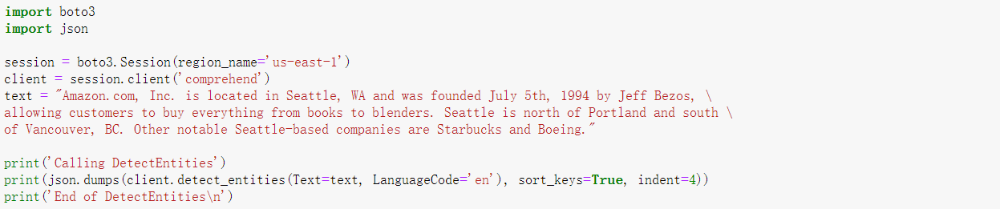 import boto3
import json
session = boto3.Session(region_name='us-east-1')
client = session.client('comprehend')
text = "Amazon.com, Inc. is located in Seattle, WA and was founded July 5th, 1994 by Jeff Bezos, \
allowing customers to buy everything from books to blenders. Seattle is north of Portland and south \
of Vancouver, BC. Other notable Seattle-based companies are Starbucks and Boeing."
print('Calling DetectEntities')
print(json.dumps(client.detect_entities(Text=text, LanguageCode='en'), sort_keys=True, indent=4))
print('End of DetectEntities\n')